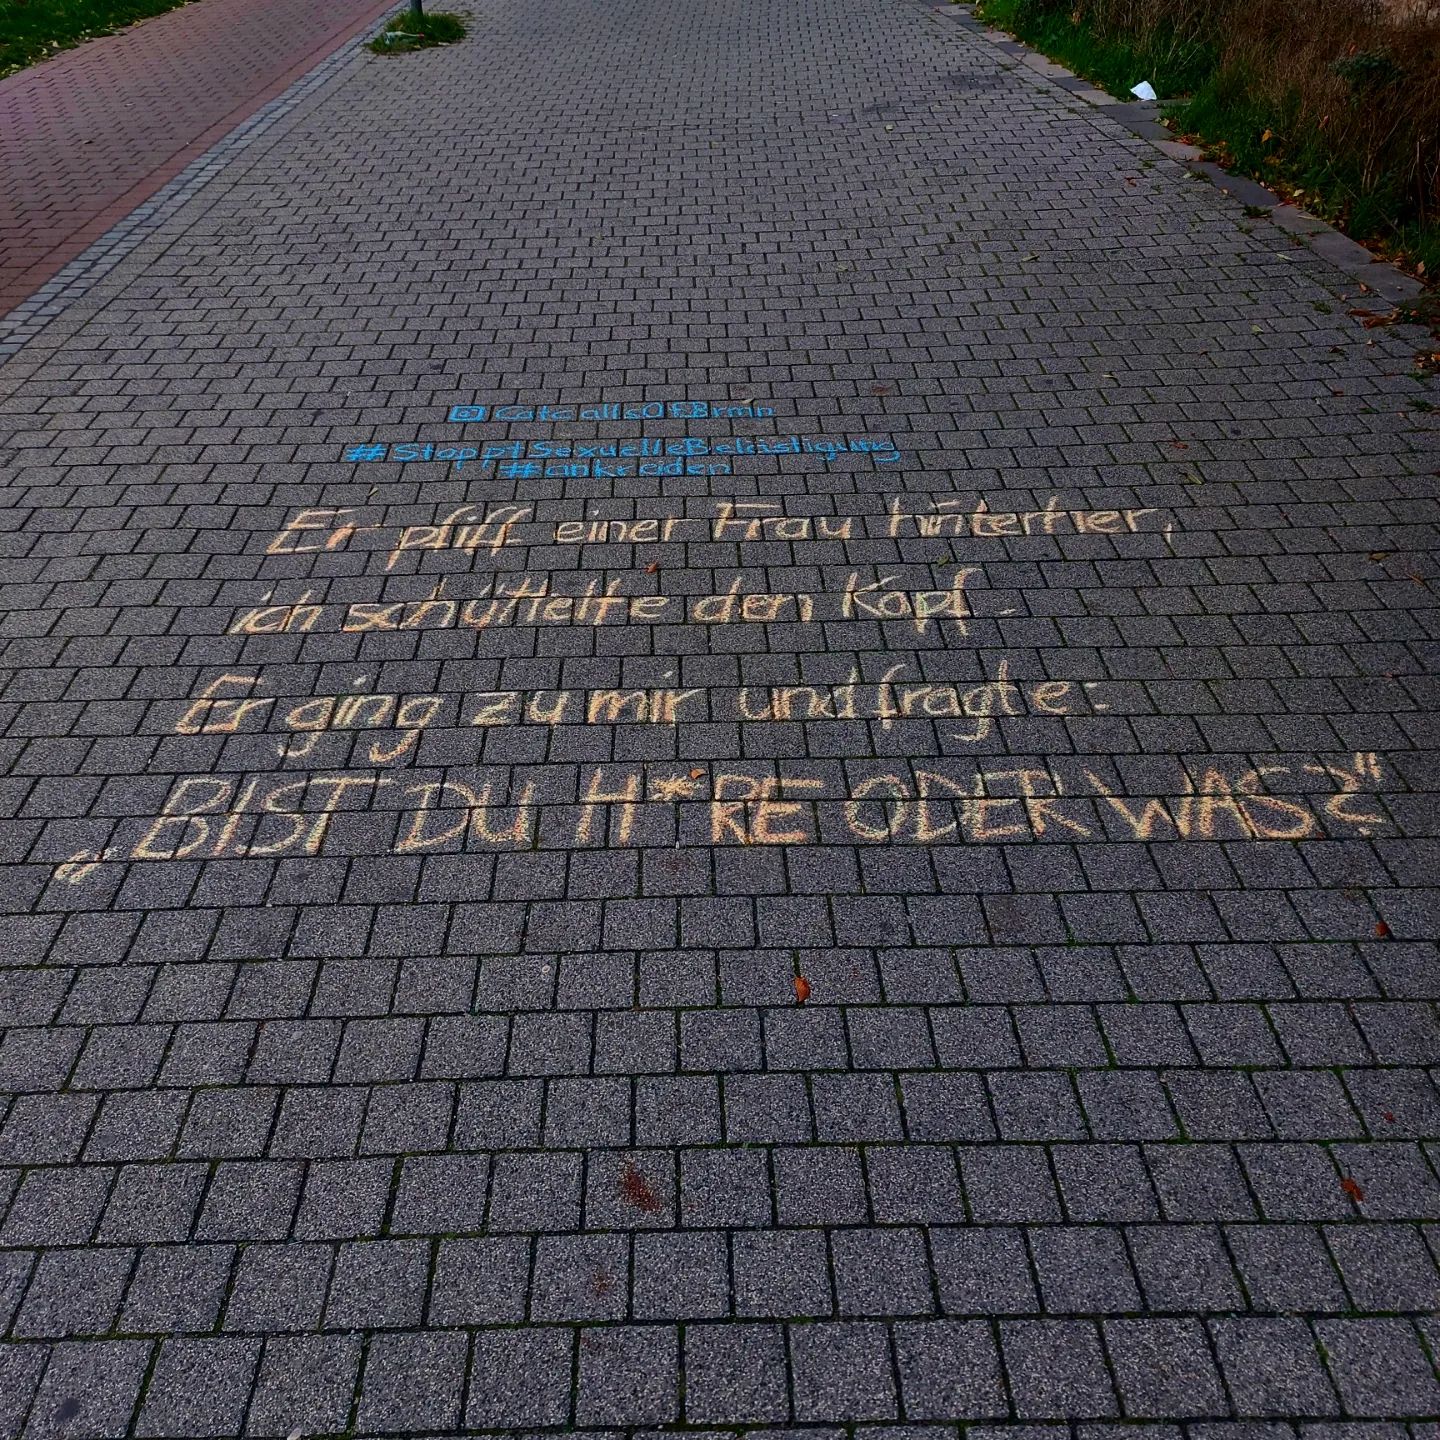 CatcallsOfBrmn
#StopptSexuelleBelästigung
#ankreiden
Er pfiff einer Frau hinterher,
ich schüttelte den Kopf.
Er ging zu mir und fragte:
„BIST DU H*RE ODER WAS?"